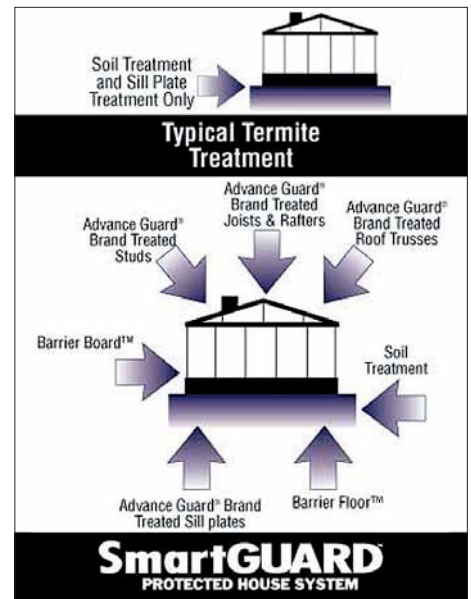 Soil Treatment
and Sill Plate
Treatment Only
Typical Termite
Treatment
Advance Guard®
Brand Treated
Joists & Rafters
Advance Guard®
Brand Treated
Studs
Advance Guard®
Brand Treated
Roof Trusses
Barrier Board™
Soil
Treatment
Advance Guard® Brand
Treated Sill plates
Barrier Floor™
SmartGUARD™
PROTECTED HOUSE SYSTEM